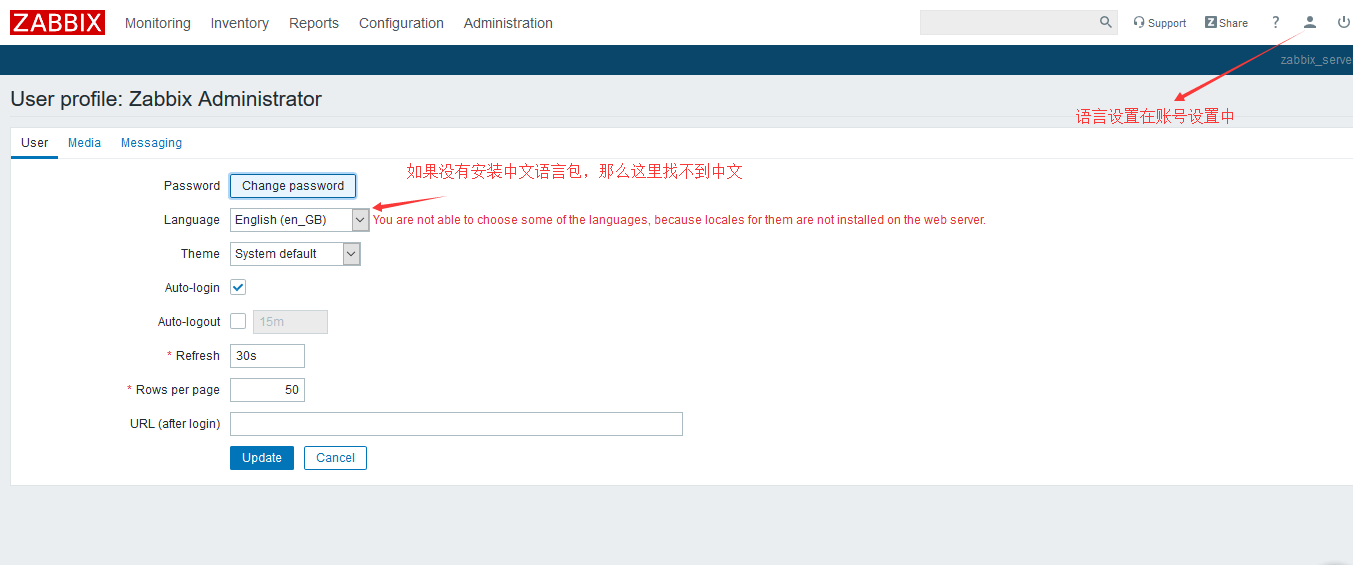 ZABBIX Monitoring Inventory Reports Configuration Administration Support Z Share ?
zabbix_serve
User profile: Zabbix Administrator
语言设置在账号设置中
User Media Messaging
如果没有安装中文语言包，那么这里找不到中文
Password Change password
Language English (en_GB) You are not able to choose some of the languages, because locales for them are not installed on the web server.
Theme System default
Auto-login
Auto-logout 15m
* Refresh 30s
* Rows per page 50
URL (after login)
Update Cancel